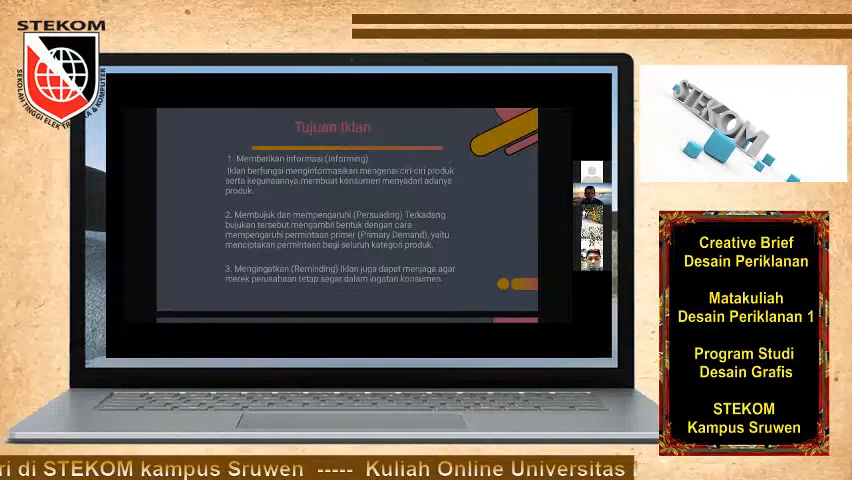 STEKOM
SEKOLAH TINGGI ELEKTRONIKA & KOMPUTER
Tujuan Iklan
1. Memberikan informasi (Informing)
Iklan berfungsi menginformasikan mengenai ciri-ciri produk
serta kegunaannya.membuat konsumen menyadari adanya
produk.
2. Membujuk dan mempengaruhi (Persuading) Terkadang
bujukan tersebut mengambil bentuk dengan cara
mempengaruhi permintaan primer (Primary Demand), yaitu
menciptakan permintaan bagi seluruh kategori produk.
3. Mengingatkan (Reminding) Iklan juga dapat menjaga agar
merek perusahaan tetap segar dalam ingatan konsumen.
STEKOM
Creative Brief
Desain Periklanan
Matakuliah
Desain Periklanan 1
Program Studi
Desain Grafis
STEKOM
Kampus Sruwen
ri di STEKOM kampus Sruwen ----- Kuliah Online Universitas